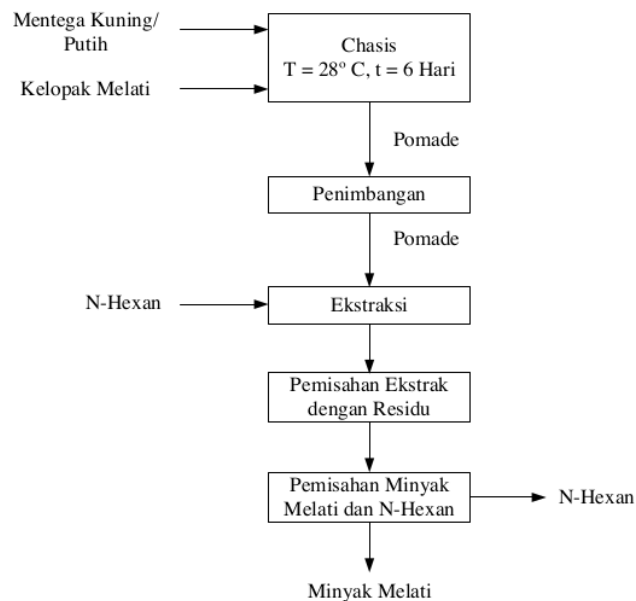 Mentega Kuning/
Putih
Kelopak Melati
Chasis
T = 28º C, t = 6 Hari
Pomade
Penimbangan
Pomade
N-Hexan
Ekstraksi
Pemisahan Ekstrak
dengan Residu
Pemisahan Minyak
Melati dan N-Hexan
N-Hexan
Minyak Melati